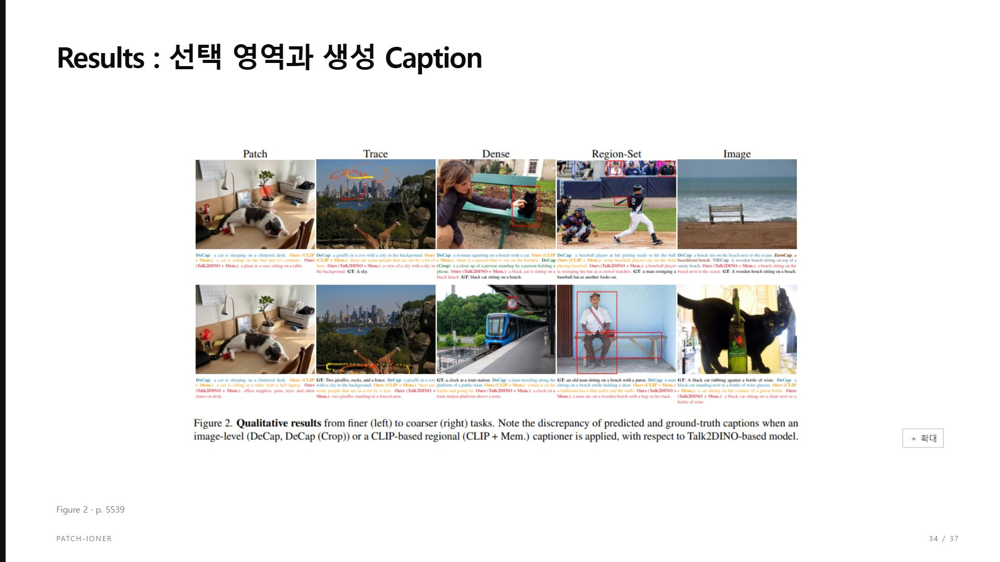 Results : 선택 영역과 생성 Caption
Patch
Trace
Dense
Region-Set
Image
DeCap: a cat is sleeping on a cluttered desk. Ours (CLIP
+ Mem.): a cat is sitting on the bed and it's contents. Ours
(Talk2DINO + Mem.): a plant in a vase sitting on a table.
DeCap: a giraffe in a zoo with a city in the background. Ours
(CLIP + Mem.): there are some people that are out by a lot of
trees. Ours (Talk2DINO + Mem.): a view of a city with a sky in
the background. GT: A sky.
DeCap: a woman squatting on a bench with a cat. Ours (CLIP
+ Mem.): there is a person that is out on the kitchen. DeCap
(Crop): a a close up of a person standing by a person holding a
phone. Ours (Talk2DINO + Mem.): a black cat is sitting on a
black bench. GT: black cat sitting on a bench.
DeCap: a baseball player at bat getting ready to hit the ball.
Ours (CLIP + Mem.): some baseball players are on the field
playing baseball. Ours (Talk2DINO + Mem.): a baseball player
is swinging his bat as a crowd watches. GT: a man swinging a
baseball bat as another looks on.
DeCap: a bench sits on the beach next to the ocean. ZeroCap: a
beachfront bench. ViECap: A wooden bench sitting on top of a
sandy beach. Ours (Talk2DINO + Mem.): a bench sitting on the
beach next to the ocean. GT: A wooden bench sitting on a beach.
NOTRO
DeCap: a cat is sleeping on a cluttered desk. Ours (CLIP
+ Mem.): a cat is sitting at a table with a full laptop. Ours
(Talk2DINO + Mem.): office supplies, pens, toys, and other
items on desk.
GT: Two giraffes, rocks, and a fence. DeCap: a giraffe in a zoo
with a city in the background. Ours (CLIP + Mem.): there are
some people that are in a lot by a tree. Ours (Talk2DINO +
Mem.): two giraffes standing in a fenced area.
GT: a clock at a train station. DeCap: a train traveling along the
platform of a public train. Ours (CLIP + Mem.): a train is on the
tracks and going by. Ours (Talk2DINO + Mem.): a clock on a
train station platform above a train.
GT: an old man sitting on a bench with a purse. DeCap: a man
sitting on a bench while holding a door. Ours (CLIP + Mem.):
a bathroom has a blue toilet and the walls. Ours (Talk2DINO +
Mem.): a man sits on a wooden bench with a bag on his back.
GT: A black cat rubbing against a bottle of wine. DeCap: a
black cat standing next to a bottle of wine glasses. Ours (CLIP
+ Mem.): a cat sitting on the counter of a green bottle. Ours
(Talk2DINO + Mem.): a black cat sitting on a chair next to a
bottle of wine.
Figure 2. Qualitative results from finer (left) to coarser (right) tasks. Note the discrepancy of predicted and ground-truth captions when an
image-level (DeCap, DeCap (Crop)) or a CLIP-based regional (CLIP + Mem.) captioner is applied, with respect to Talk2DINO-based model.
+ 확대
Figure 2 · p. 5539
PATCH-IONER
34 / 37